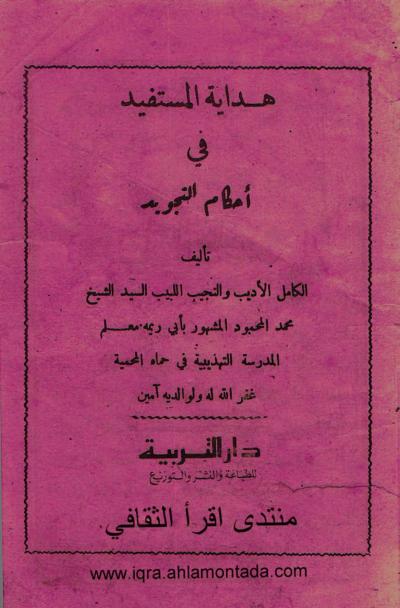 هداية المستفيد
في
أحكام التجويد
تأليف
الكامل الأديب والنجيب اللبيب السيد الشيخ
محمد المحمود المشهور بأبي ريمه معلم
المدرسة التهذيبية في حماه المحمية
غفر الله له ولوالديه آمين
دار التربية
للطباعة والنشر والتوزيع
منتدى اقرأ الثقافي
www.iqra.ahlamontada.com